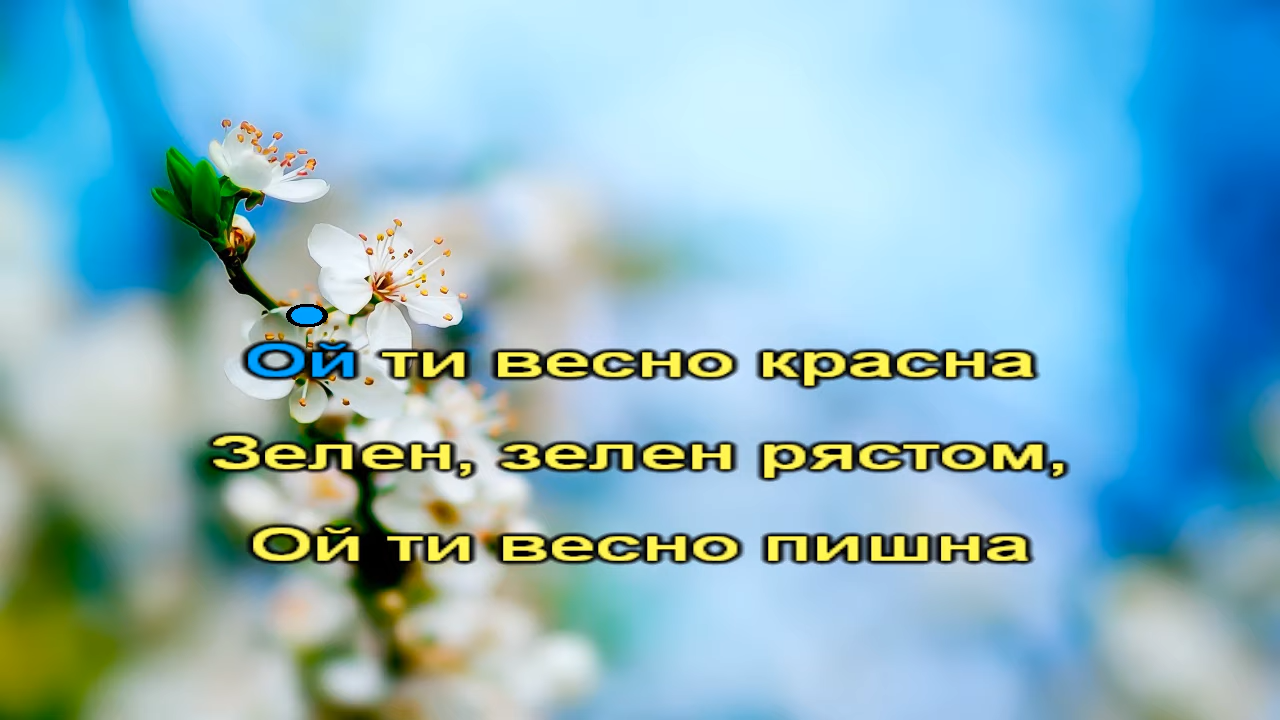 Ой ти весно красна
Зелен, зелен рястом,
Ой ти весно пишна